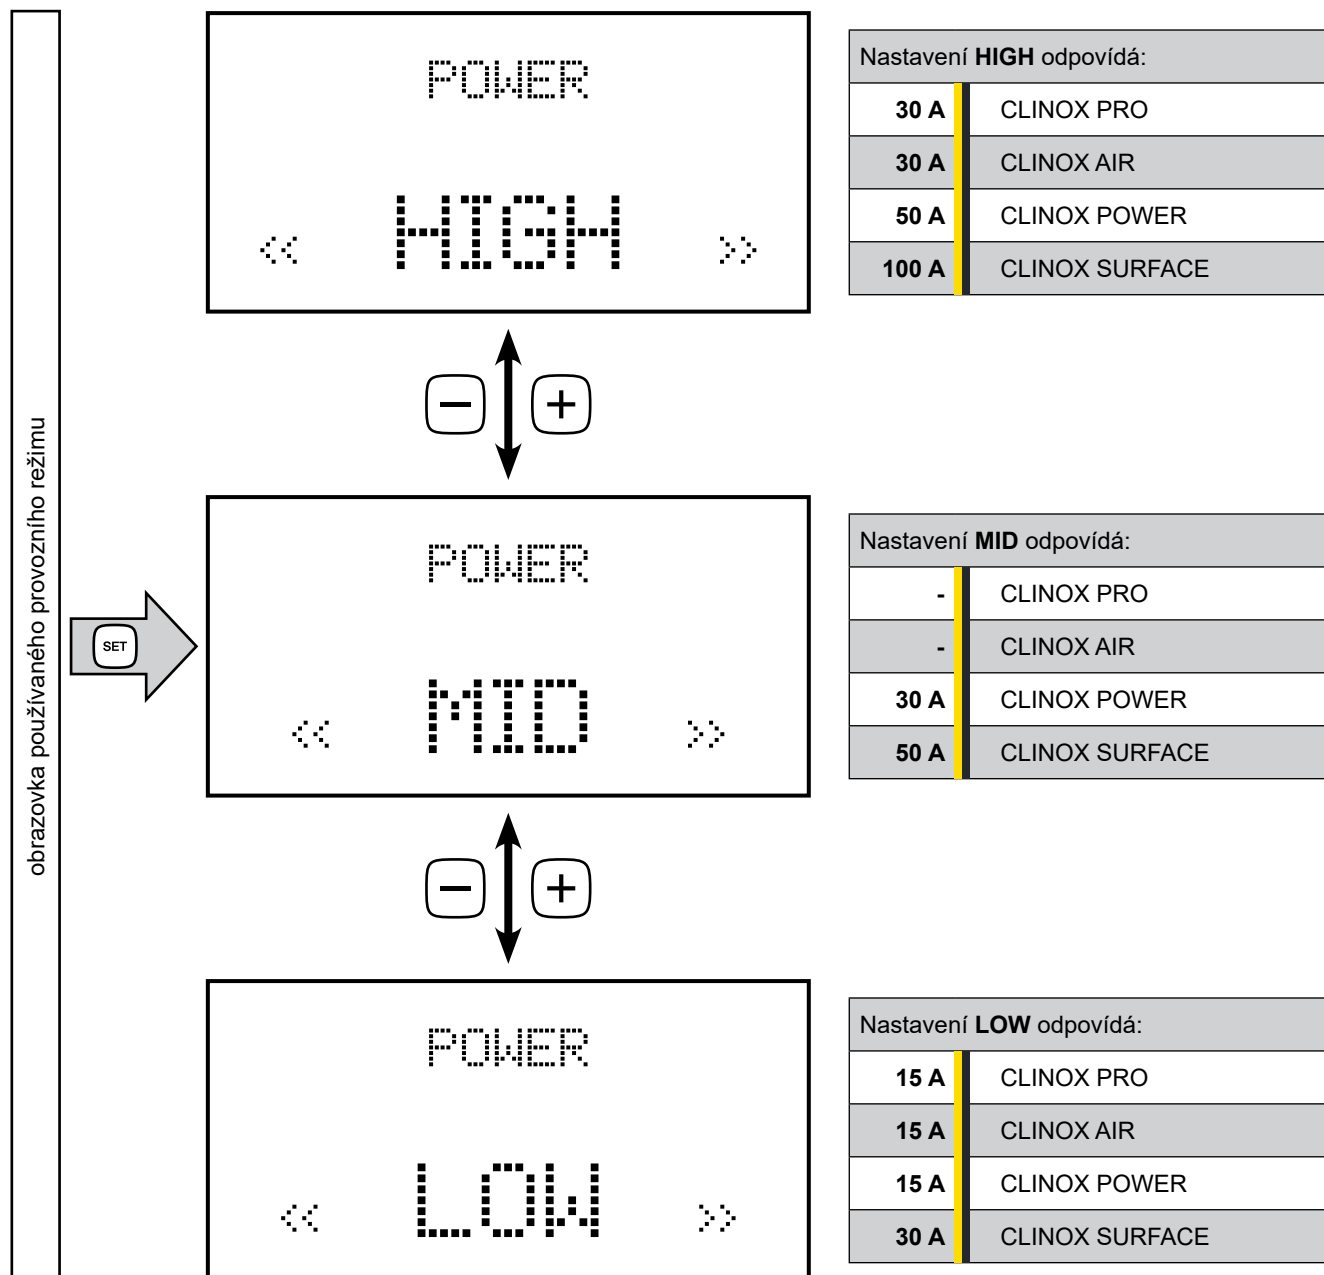 obrazovka používaného provozního režimu
SET
POWER
<< HIGH >>
Nastavení HIGH odpovídá:
30 A CLINOX PRO
30 A CLINOX AIR
50 A CLINOX POWER
100 A CLINOX SURFACE
- +
POWER
<< MID >>
Nastavení MID odpovídá:
- CLINOX PRO
- CLINOX AIR
30 A CLINOX POWER
50 A CLINOX SURFACE
- +
POWER
<< LOW >>
Nastavení LOW odpovídá:
15 A CLINOX PRO
15 A CLINOX AIR
15 A CLINOX POWER
30 A CLINOX SURFACE